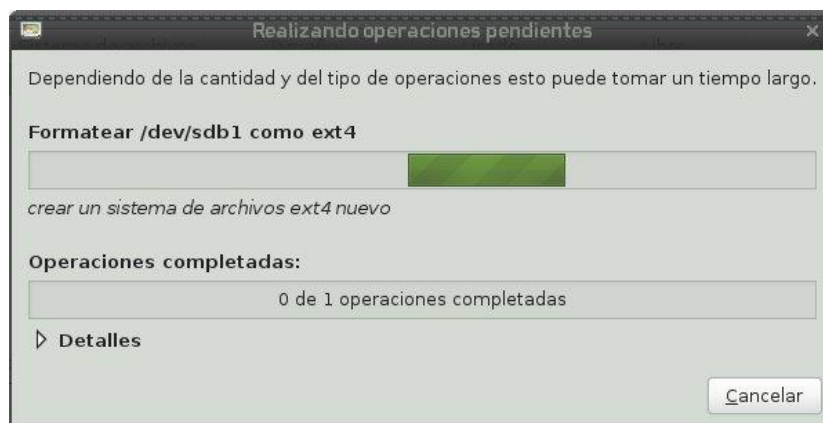 Realizando operaciones pendientes
Dependiendo de la cantidad y del tipo de operaciones esto puede tomar un tiempo largo.
Formatear /dev/sdb1 como ext4
crear un sistema de archivos ext4 nuevo
Operaciones completadas:
0 de 1 operaciones completadas
Detalles
Cancelar